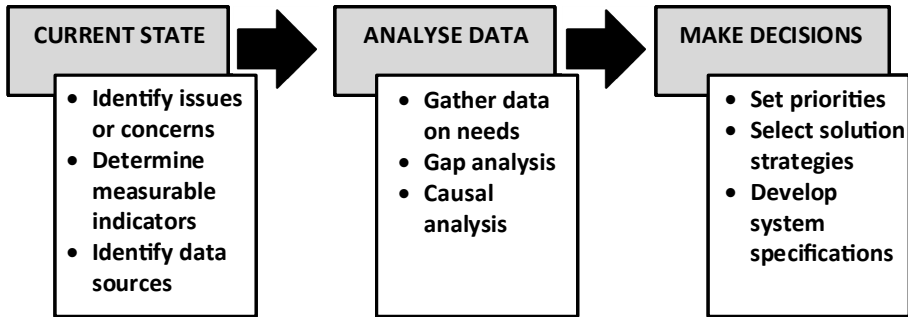 CURRENT STATE
• Identify issues
or concerns
• Determine
measurable
indicators
• Identify data
sources
ANALYSE DATA
• Gather data
on needs
• Gap analysis
• Causal
analysis
MAKE DECISIONS
• Set priorities
• Select solution
strategies
• Develop
system
specifications